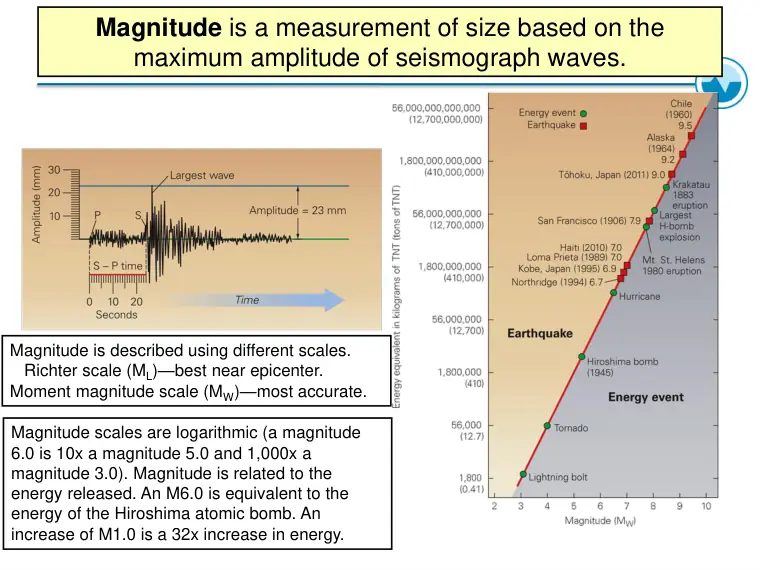 Magnitude is a measurement of size based on the
maximum amplitude of seismograph waves.
Amplitude (mm)
30
20
10
Largest wave
P
S
Amplitude = 23 mm
S – P time
0 10 20
Seconds
Time
Magnitude is described using different scales.
Richter scale (ML)—best near epicenter.
Moment magnitude scale (MW)—most accurate.
Magnitude scales are logarithmic (a magnitude
6.0 is 10x a magnitude 5.0 and 1,000x a
magnitude 3.0). Magnitude is related to the
energy released. An M6.0 is equivalent to the
energy of the Hiroshima atomic bomb. An
increase of M1.0 is a 32x increase in energy.
Energy equivalent in kilograms of TNT (tons of TNT)
56,000,000,000,000
(12,700,000,000)
1,800,000,000,000
(410,000,000)
56,000,000,000
(12,700,000)
1,800,000,000
(410,000)
56,000,000
(12,700)
1,800,000
(410)
56,000
(12.7)
1,800
(0.41)
Energy event
Earthquake
Chile
(1960)
9.5
Alaska
(1964)
9.2
Tōhoku, Japan (2011) 9.0
Krakatau
1883
eruption
San Francisco (1906) 7.9
Largest
H-bomb
explosion
Haiti (2010) 7.0
Loma Prieta (1989) 7.0
Kobe, Japan (1995) 6.9
Northridge (1994) 6.7
Mt. St. Helens
1980 eruption
Hurricane
Earthquake
Hiroshima bomb
(1945)
Energy event
Tornado
Lightning bolt
2 3 4 5 6 7 8 9 10
Magnitude (MW)